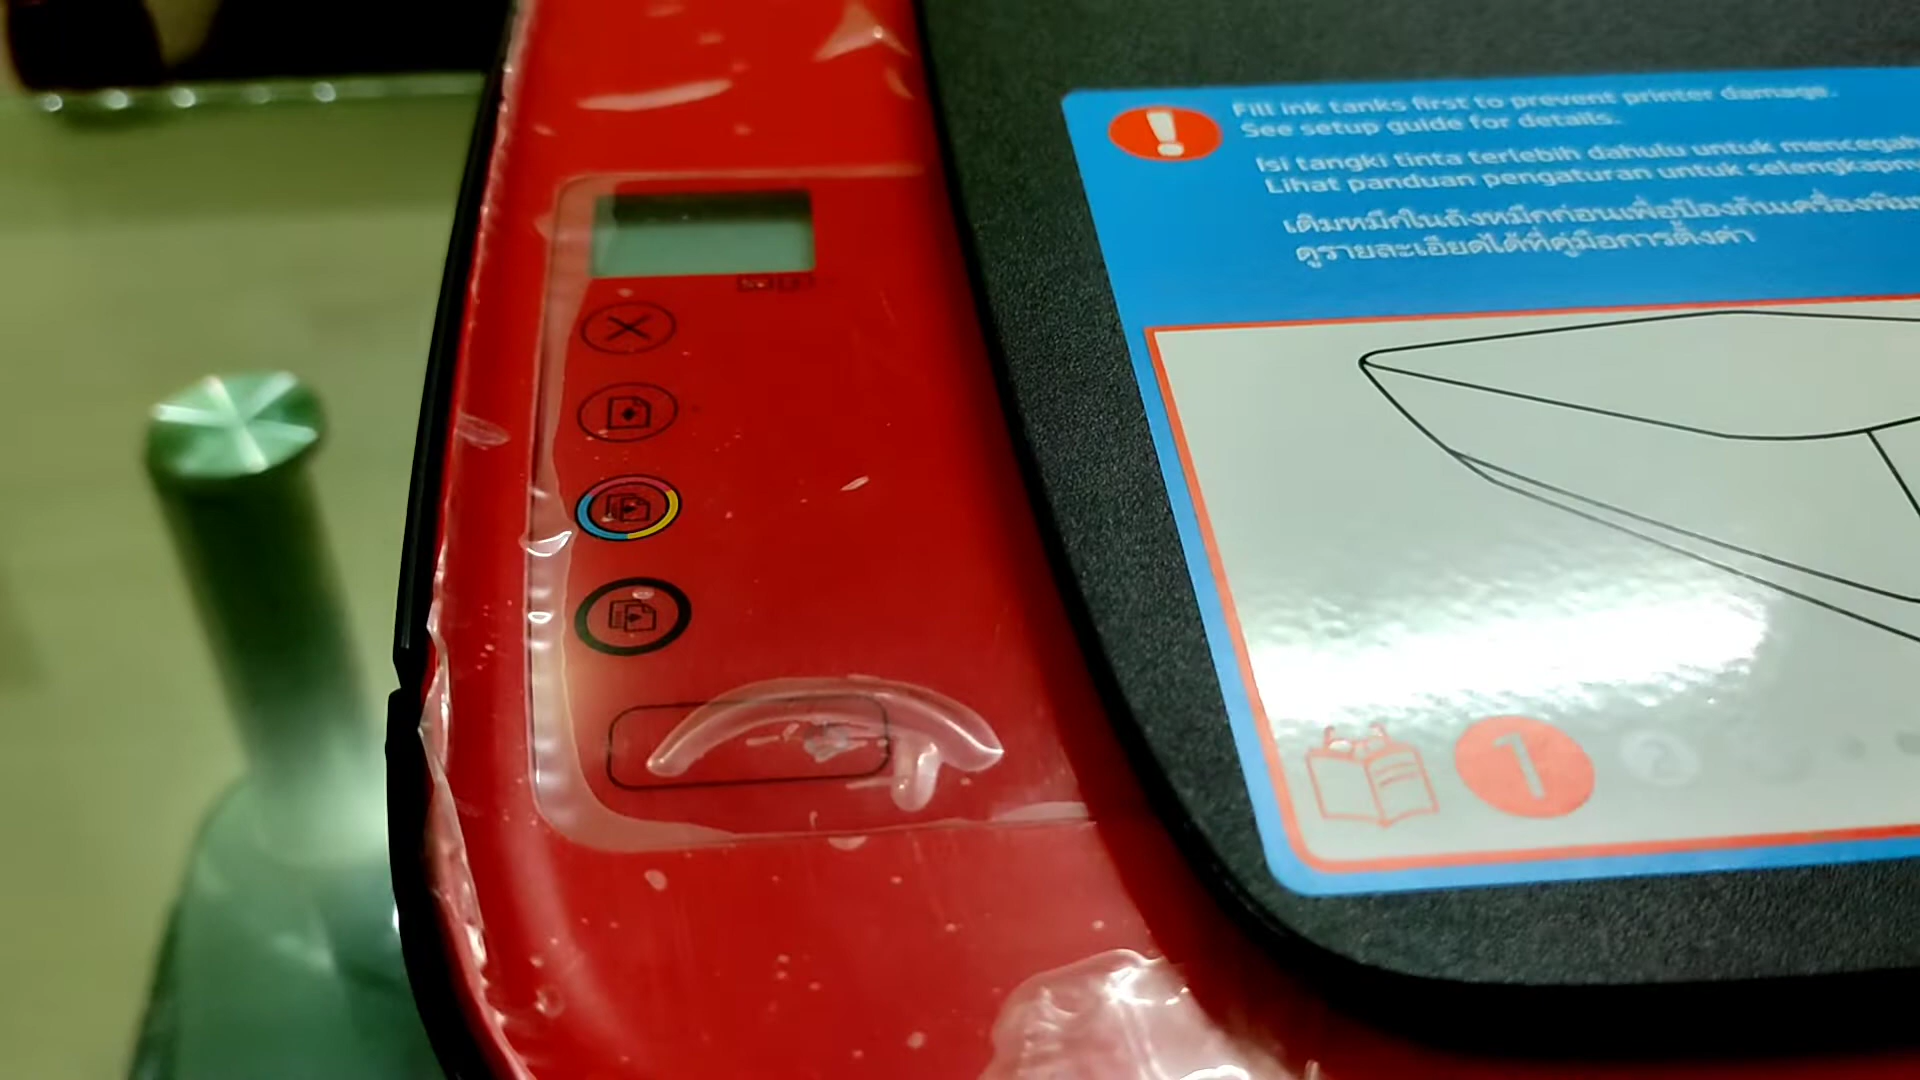 !
Fill ink tanks first to prevent printer damage.
See setup guide for details.
Isi tangki tinta terlebih dahulu untuk mencegah
Lihat panduan pengaturan untuk selengkapn
เติมหมึกในถังหมึกก่อนเพื่อป้องกันเครื่องพิมพ
ดูรายละเอียดได้ที่คู่มือการตั้งค่า
1
2